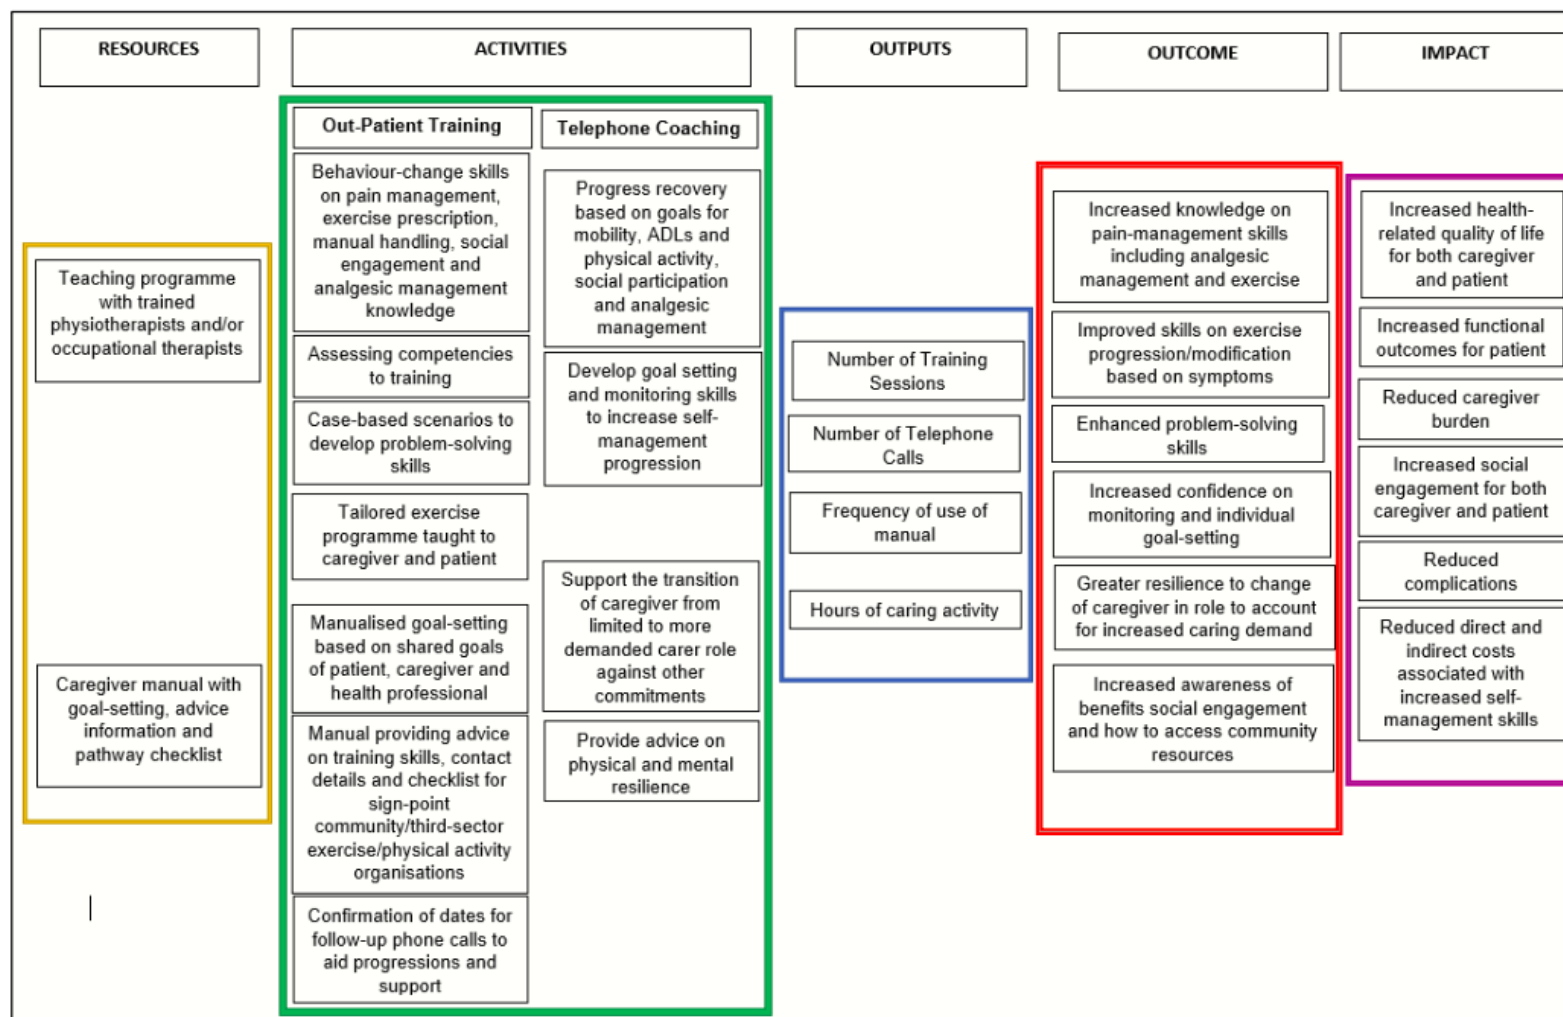 RESOURCES
ACTIVITIES
OUTPUTS
OUTCOME
IMPACT
Teaching programme
with trained
physiotherapists and/or
occupational therapists
Caregiver manual with
goal-setting, advice
information and
pathway checklist
Out-Patient Training
Behaviour-change skills
on pain management,
exercise prescription,
manual handling, social
engagement and
analgesic management
knowledge
Assessing competencies
to training
Case-based scenarios to
develop problem-solving
skills
Tailored exercise
programme taught to
caregiver and patient
Manualised goal-setting
based on shared goals
of patient, caregiver and
health professional
Manual providing advice
on training skills, contact
details and checklist for
sign-point
community/third-sector
exercise/physical activity
organisations
Confirmation of dates for
follow-up phone calls to
aid progressions and
support
Telephone Coaching
Progress recovery
based on goals for
mobility, ADLs and
physical activity,
social participation
and analgesic
management
Develop goal setting
and monitoring skills
to increase self-
management
progression
Support the transition
of caregiver from
limited to more
demanded carer role
against other
commitments
Provide advice on
physical and mental
resilience
Number of Training
Sessions
Number of Telephone
Calls
Frequency of use of
manual
Hours of caring activity
Increased knowledge on
pain-management skills
including analgesic
management and exercise
Improved skills on exercise
progression/modification
based on symptoms
Enhanced problem-solving
skills
Increased confidence on
monitoring and individual
goal-setting
Greater resilience to change
of caregiver in role to account
for increased caring demand
Increased awareness of
benefits social engagement
and how to access community
resources
Increased health-
related quality of life
for both caregiver
and patient
Increased functional
outcomes for patient
Reduced caregiver
burden
Increased social
engagement for both
caregiver and patient
Reduced
complications
Reduced direct and
indirect costs
associated with
increased self-
management skills